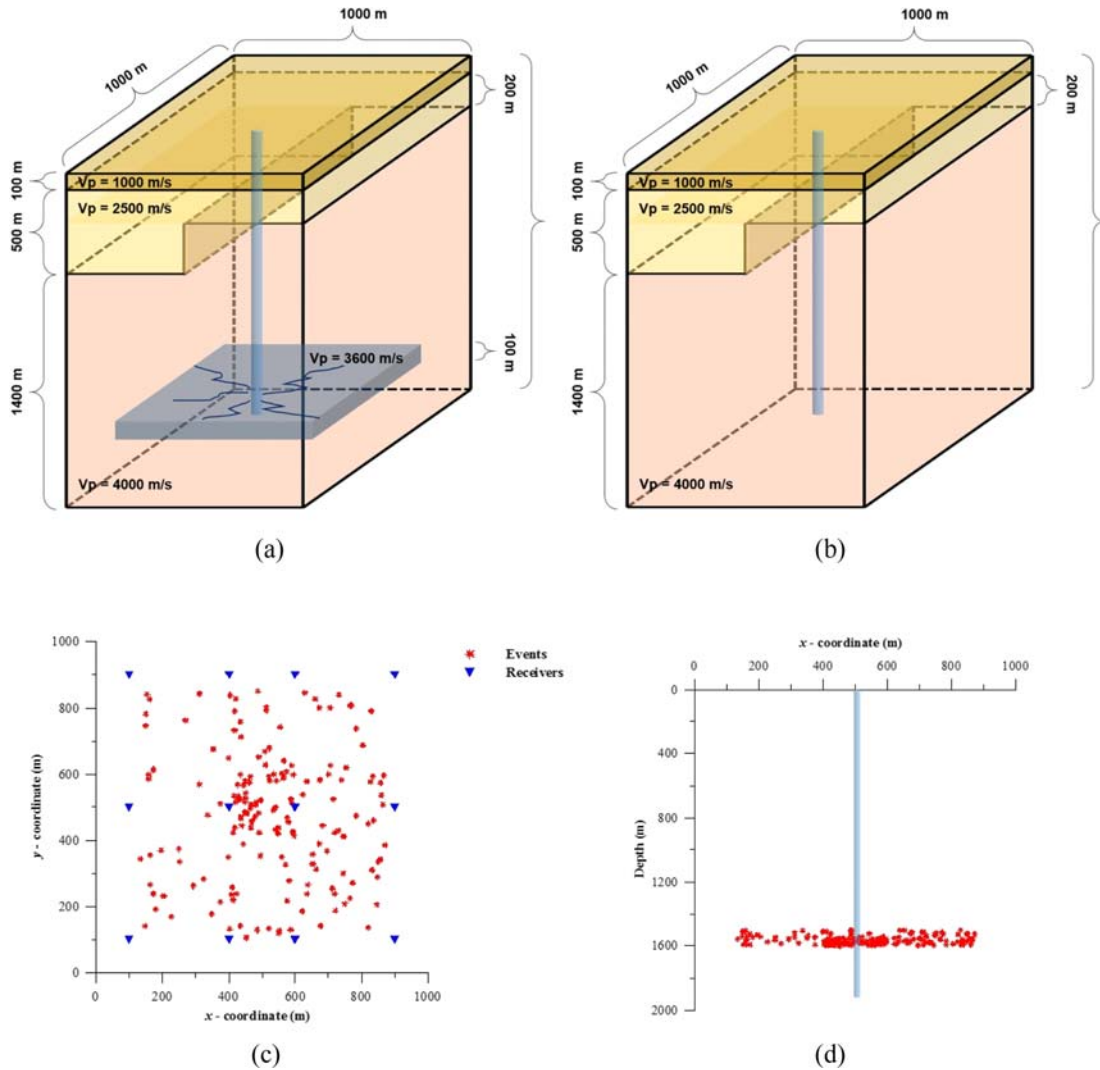 1000 m
1000 m
200 m
100 m
Vp = 1000 m/s
Vp = 2500 m/s
500 m
Vp = 3600 m/s
100 m
1400 m
Vp = 4000 m/s
(a)
1000 m
1000 m
200 m
100 m
Vp = 1000 m/s
Vp = 2500 m/s
500 m
1400 m
Vp = 4000 m/s
(b)
1000
800
600
400
200
0
y - coordinate (m)
0 200 400 600 800 1000
x - coordinate (m)
Events
Receivers
(c)
x - coordinate (m)
0 200 400 600 800 1000
0
400
800
1200
1600
2000
Depth (m)
(d)